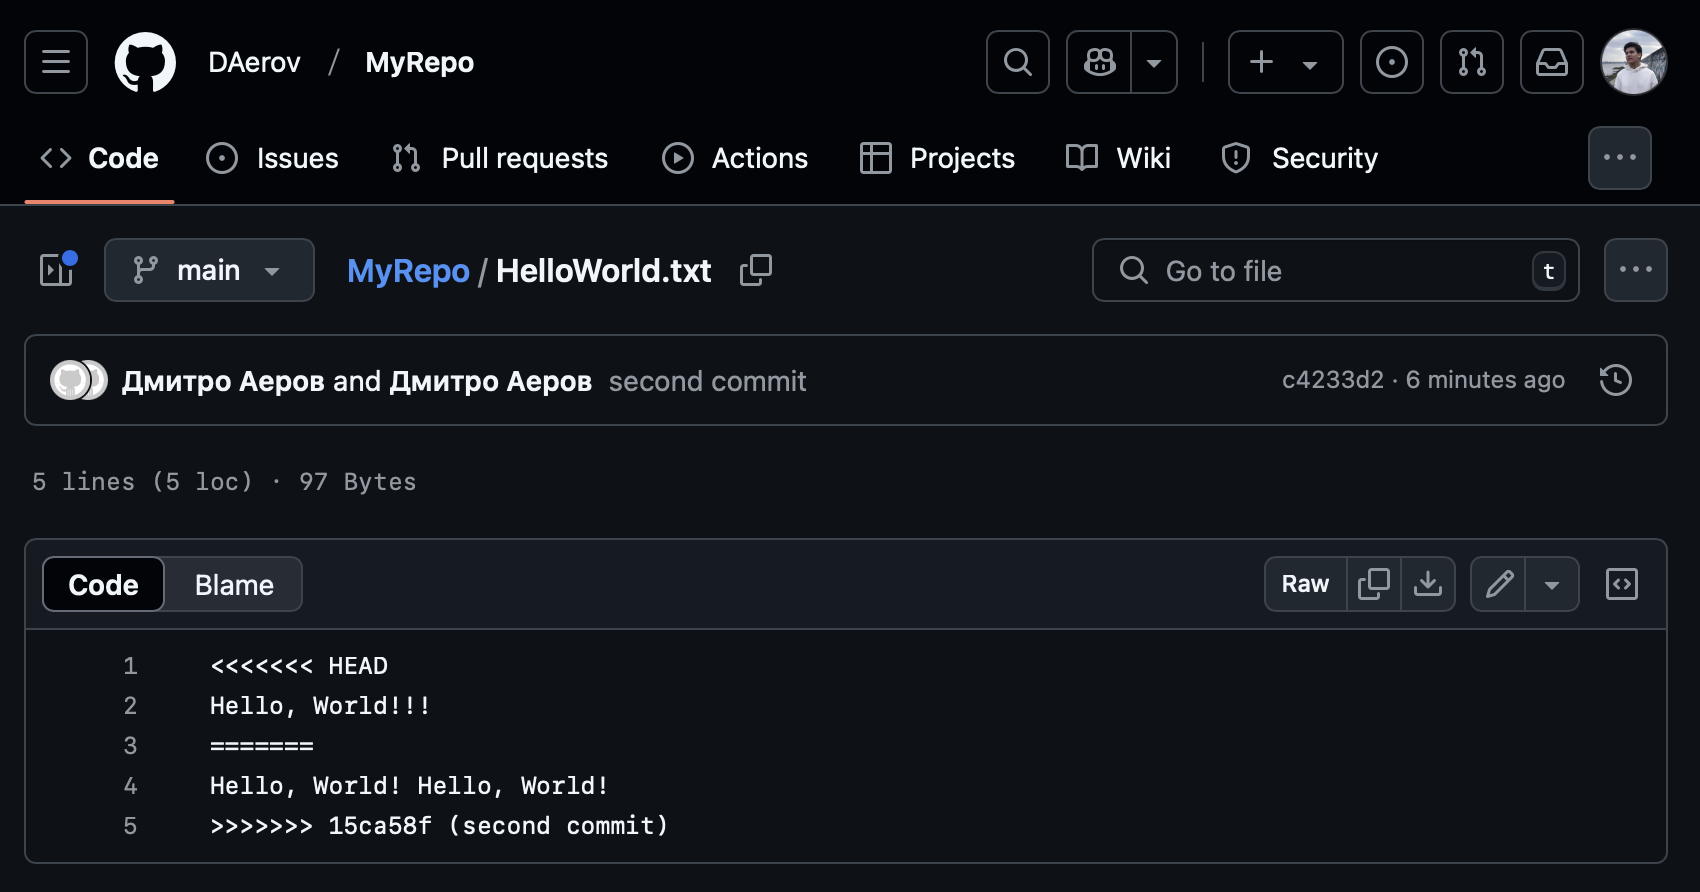 DAerov / MyRepo
Code Issues Pull requests Actions Projects Wiki Security
main MyRepo / HelloWorld.txt Go to file t
Дмитро Аеров and Дмитро Аеров second commit c4233d2 · 6 minutes ago
5 lines (5 loc) · 97 Bytes
Code Blame Raw
1 <<<<<<< HEAD
2 Hello, World!!!
3 =======
4 Hello, World! Hello, World!
5 >>>>>>> 15ca58f (second commit)